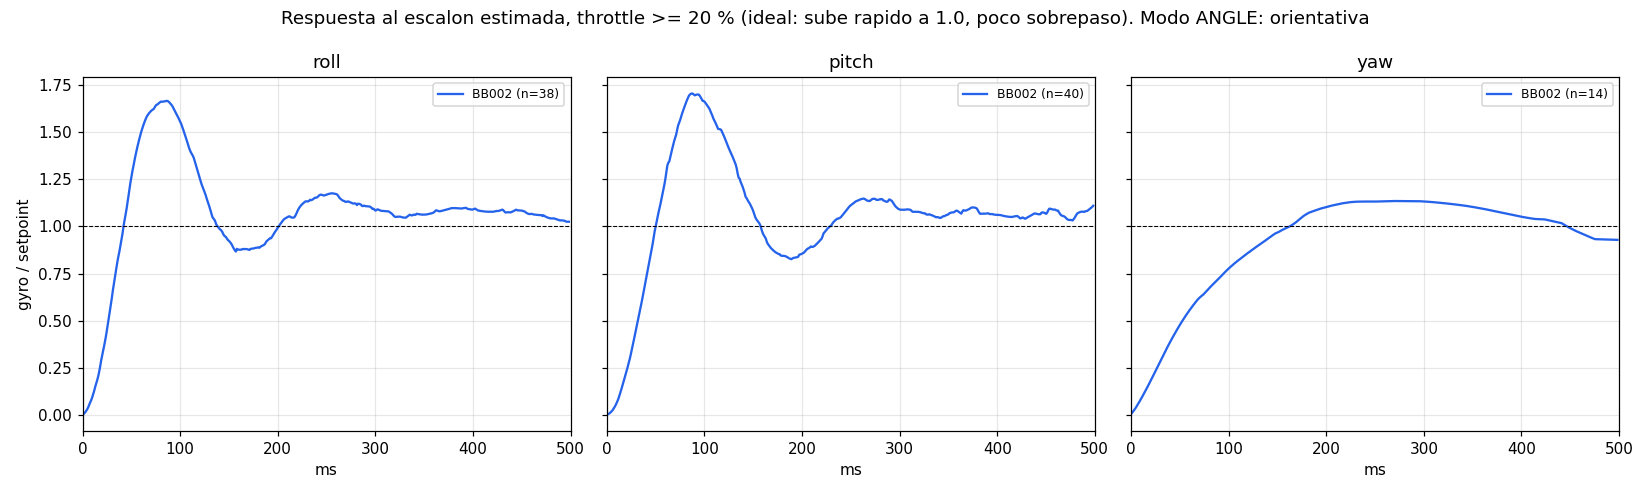 Respuesta al escalon estimada, throttle >= 20 % (ideal: sube rapido a 1.0, poco sobrepaso). Modo ANGLE: orientativa
roll
pitch
yaw
BB002 (n=38)
BB002 (n=40)
BB002 (n=14)
gyro / setpoint
1.75
1.50
1.25
1.00
0.75
0.50
0.25
0.00
0 100 200 300 400 500
0 100 200 300 400 500
0 100 200 300 400 500
ms
ms
ms